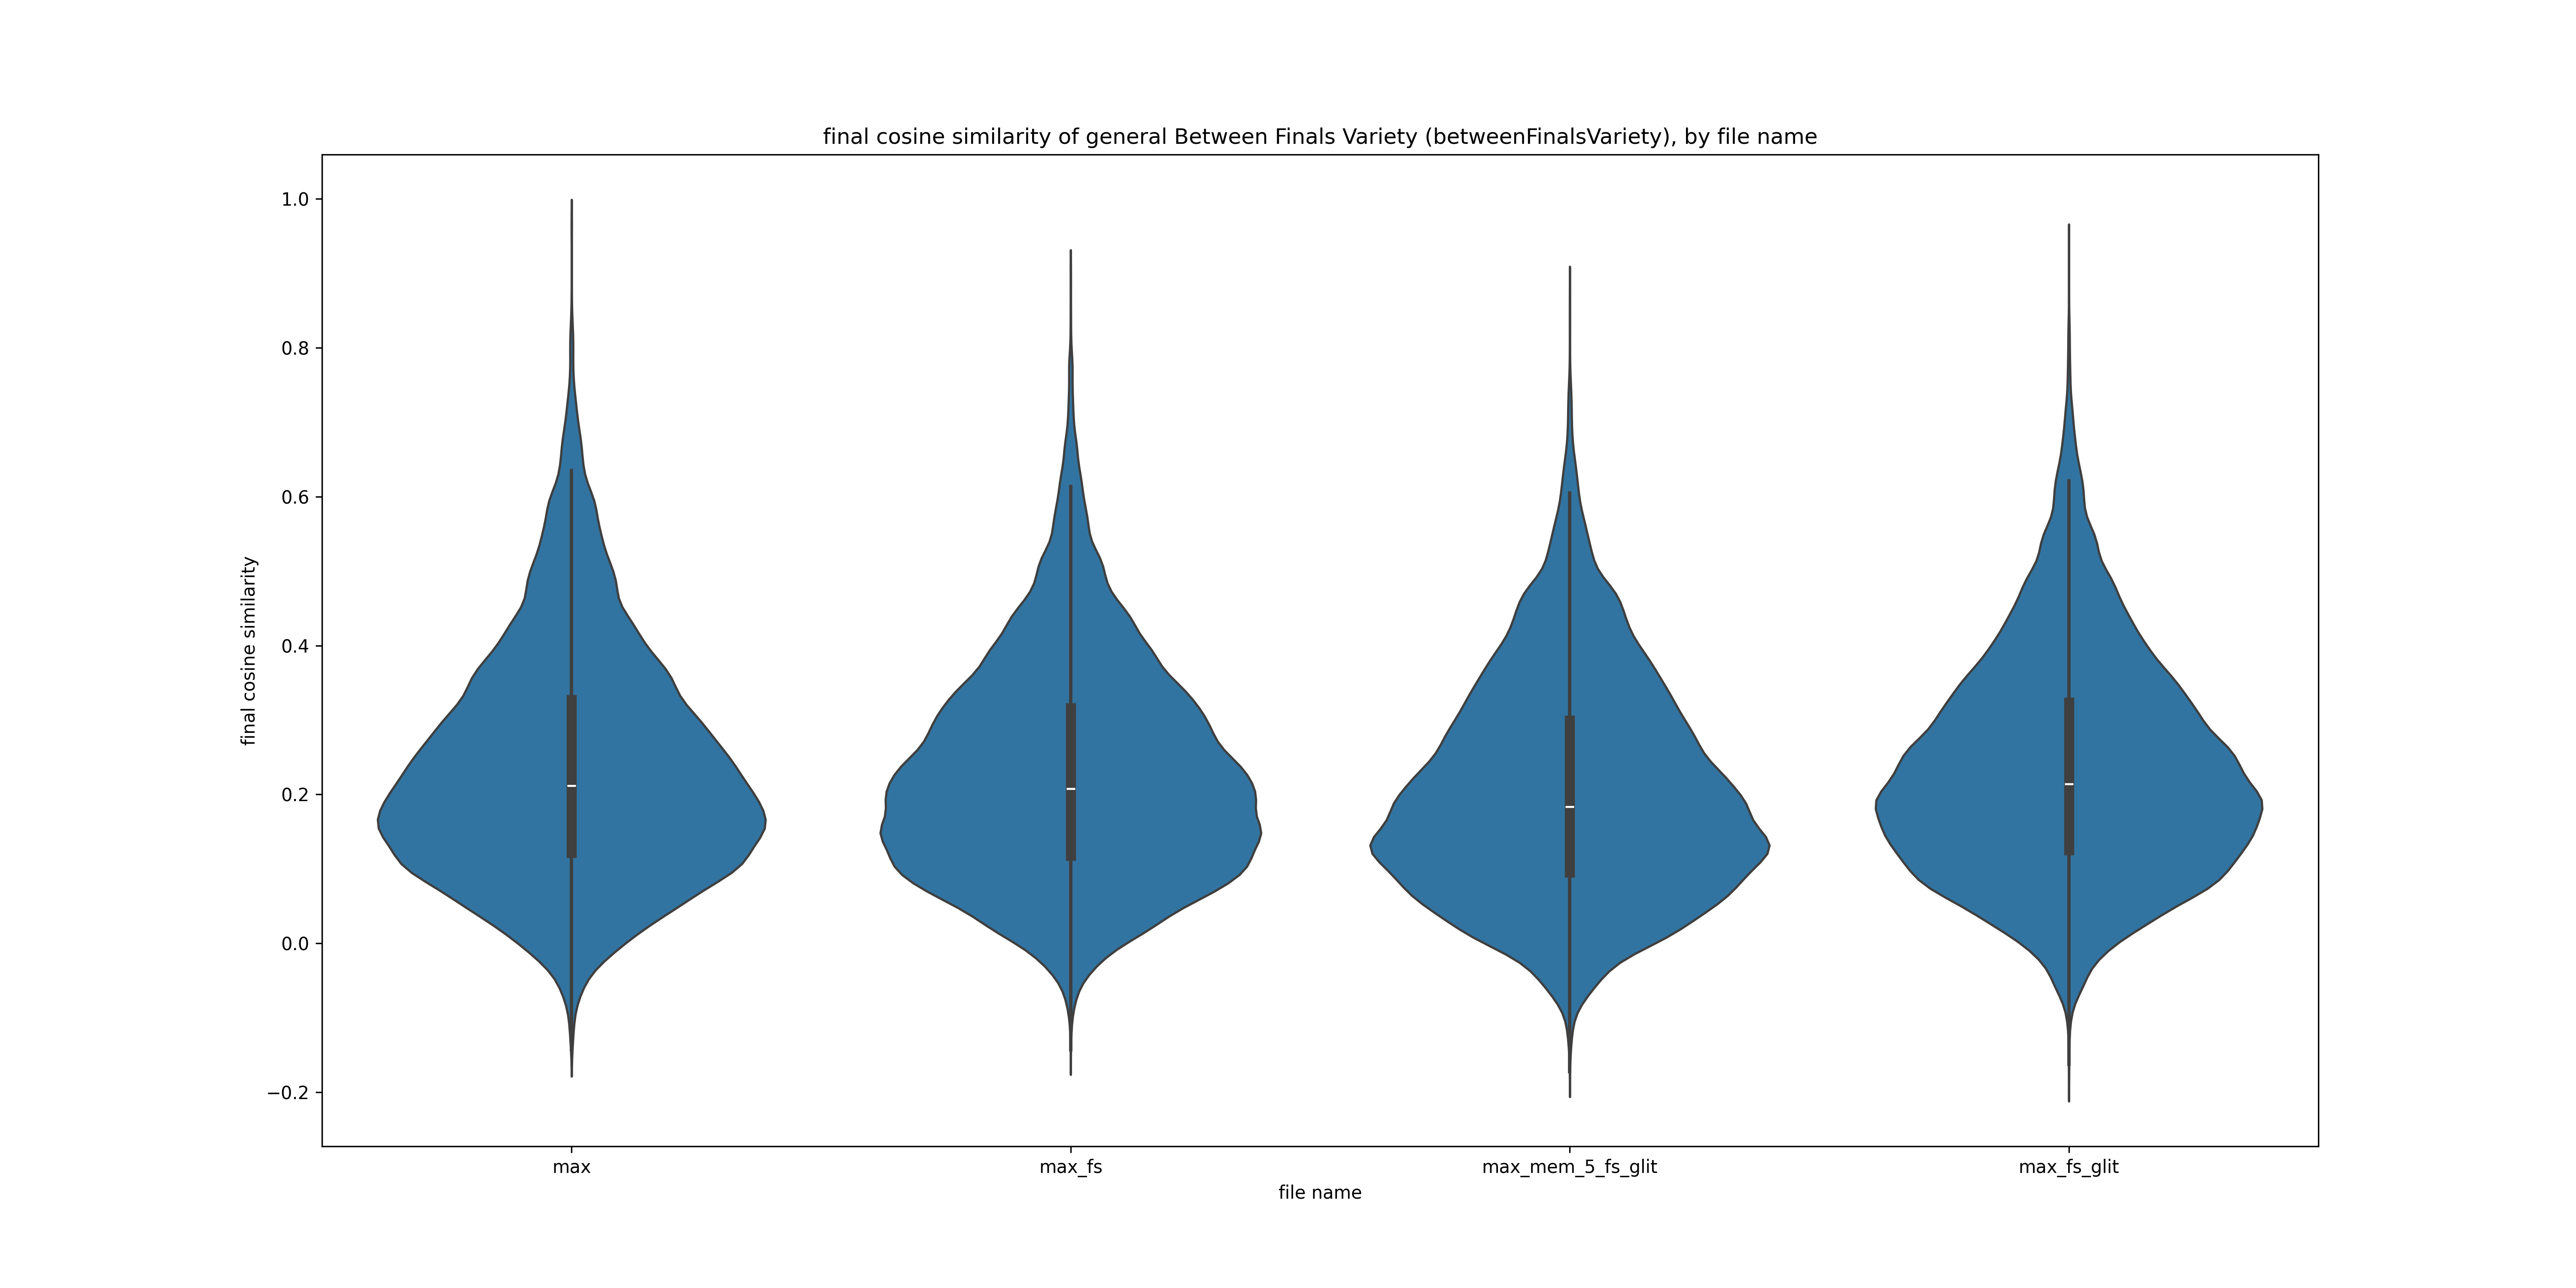 final cosine similarity of general Between Finals Variety (betweenFinalsVariety), by file name
1.0
0.8
0.6
0.4
0.2
0.0
−0.2
final cosine similarity
max
max_fs
max_mem_5_fs_glit
max_fs_glit
file name